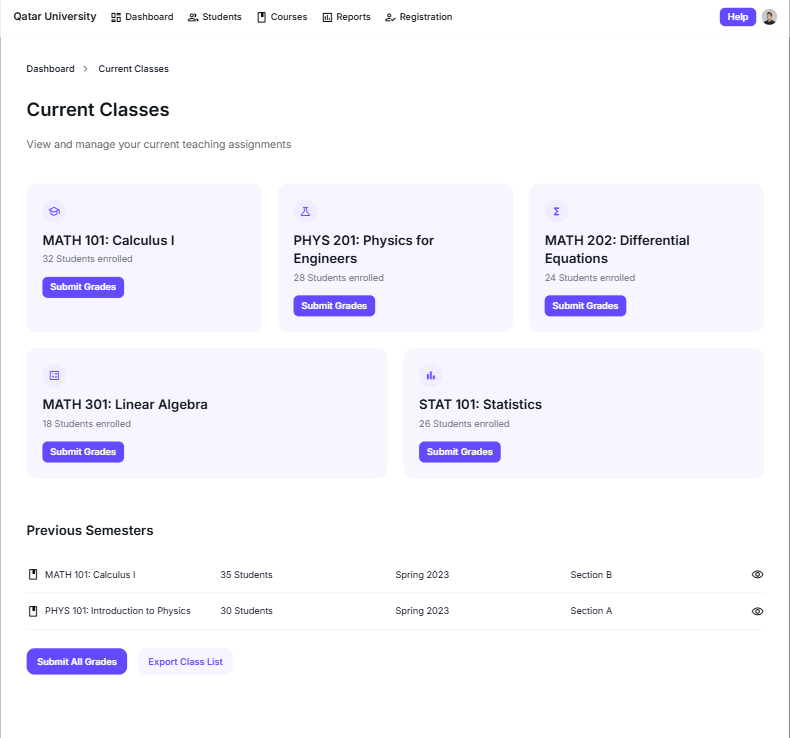 Qatar University Dashboard Students Courses Reports Registration Help
Dashboard > Current Classes
Current Classes
View and manage your current teaching assignments
MATH 101: Calculus I
32 Students enrolled
Submit Grades
PHYS 201: Physics for
Engineers
28 Students enrolled
Submit Grades
Σ
MATH 202: Differential
Equations
24 Students enrolled
Submit Grades
MATH 301: Linear Algebra
18 Students enrolled
Submit Grades
STAT 101: Statistics
26 Students enrolled
Submit Grades
Previous Semesters
MATH 101: Calculus I 35 Students Spring 2023 Section B
PHYS 101: Introduction to Physics 30 Students Spring 2023 Section A
Submit All Grades Export Class List